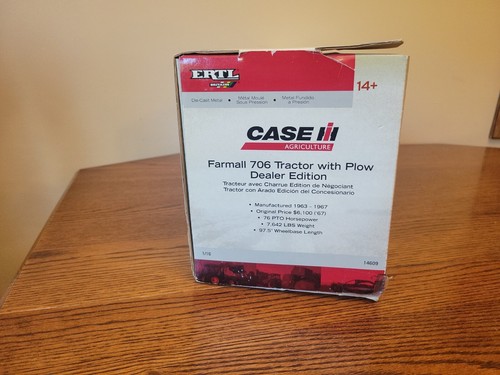 ERTL
14+
Die-Cast Metal • Métal Moulé Sous Pression • Metal Fundido a Presión
CASE IH
AGRICULTURE
Farmall 706 Tractor with Plow
Dealer Edition
Tracteur avec Charrue Edition de Négociant
Tractor con Arado Edición del Concesionario
• Manufactured 1963 - 1967
• Original Price $6,100 ('67)
• 76 PTO Horsepower
• 7,642 LBS Weight
• 97.5" Wheelbase Length
1/16
14609